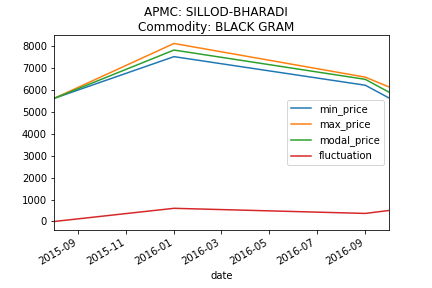 APMC: SILLOD-BHARADI
Commodity: BLACK GRAM
8000
7000
6000
5000
4000
3000
2000
1000
0
min_price
max_price
modal_price
fluctuation
2015-09
2015-11
2016-01
2016-03
2016-05
2016-07
2016-09
date